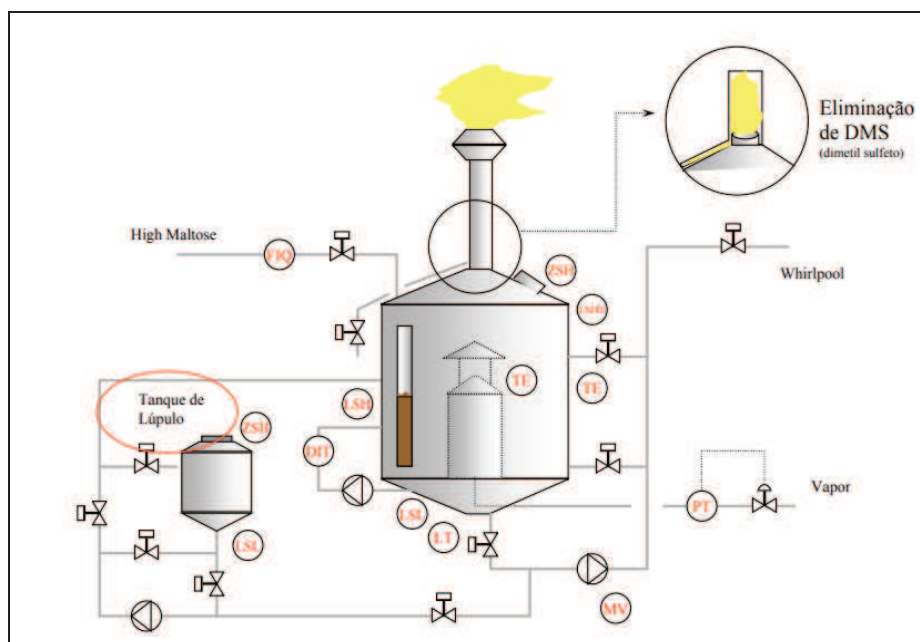 Eliminação
de DMS
(dimetil sulfeto)
High Maltose
FIQ
ZSH
Whirlpool
TE
TE
Tanque de
Lúpulo
LSH
ZSH
DIT
Vapor
PT
LSL
LT
LSL
MV